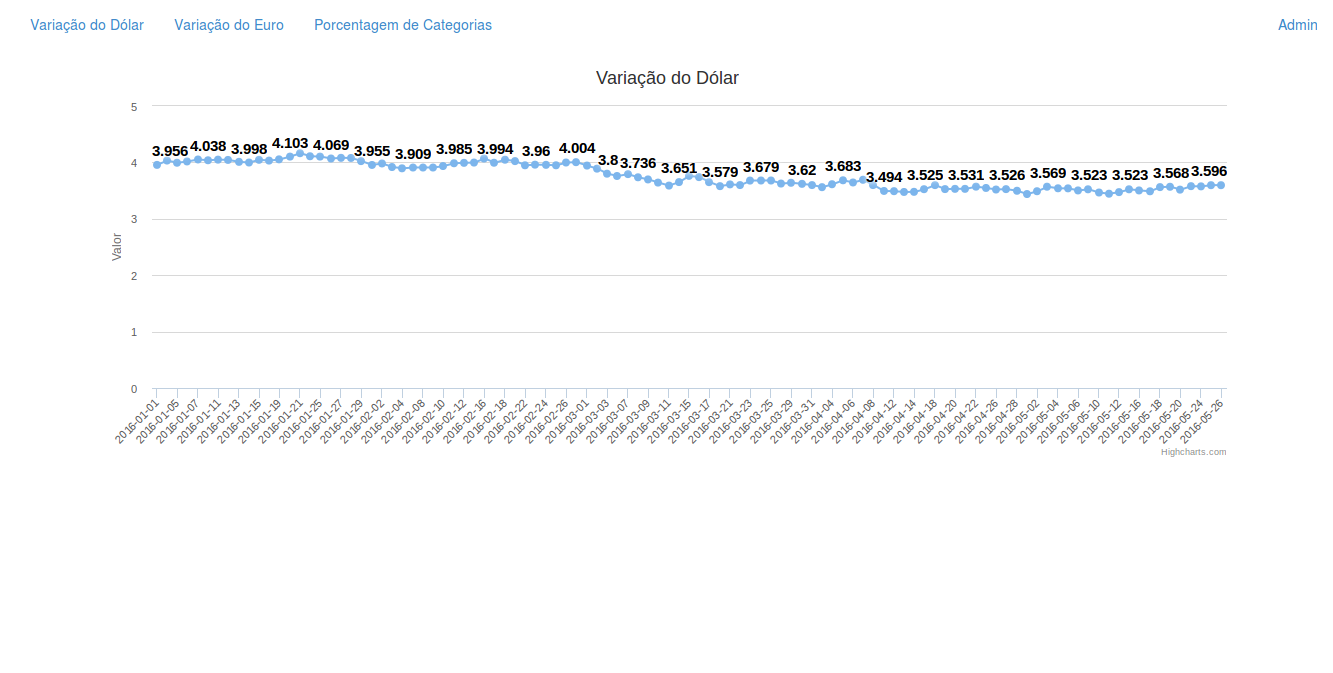 Variação do Dólar Variação do Euro Porcentagem de Categorias Admin
Variação do Dólar
Valor
5
4
3
2
1
0
3.956 4.038 3.998 4.103 4.069 3.955 3.909 3.985 3.994 3.96 4.004 3.8 3.736 3.651 3.579 3.679 3.62 3.683 3.494 3.525 3.531 3.526 3.569 3.523 3.523 3.568 3.596
2016-01-01 2016-01-05 2016-01-07 2016-01-11 2016-01-13 2016-01-15 2016-01-19 2016-01-21 2016-01-25 2016-01-27 2016-01-29 2016-02-02 2016-02-04 2016-02-08 2016-02-10 2016-02-12 2016-02-16 2016-02-18 2016-02-22 2016-02-24 2016-02-26 2016-03-01 2016-03-03 2016-03-07 2016-03-09 2016-03-11 2016-03-15 2016-03-17 2016-03-21 2016-03-23 2016-03-25 2016-03-29 2016-03-31 2016-04-04 2016-04-06 2016-04-08 2016-04-12 2016-04-14 2016-04-18 2016-04-20 2016-04-22 2016-04-26 2016-04-28 2016-05-02 2016-05-04 2016-05-06 2016-05-10 2016-05-12 2016-05-16 2016-05-18 2016-05-20 2016-05-24 2016-05-26
Highcharts.com